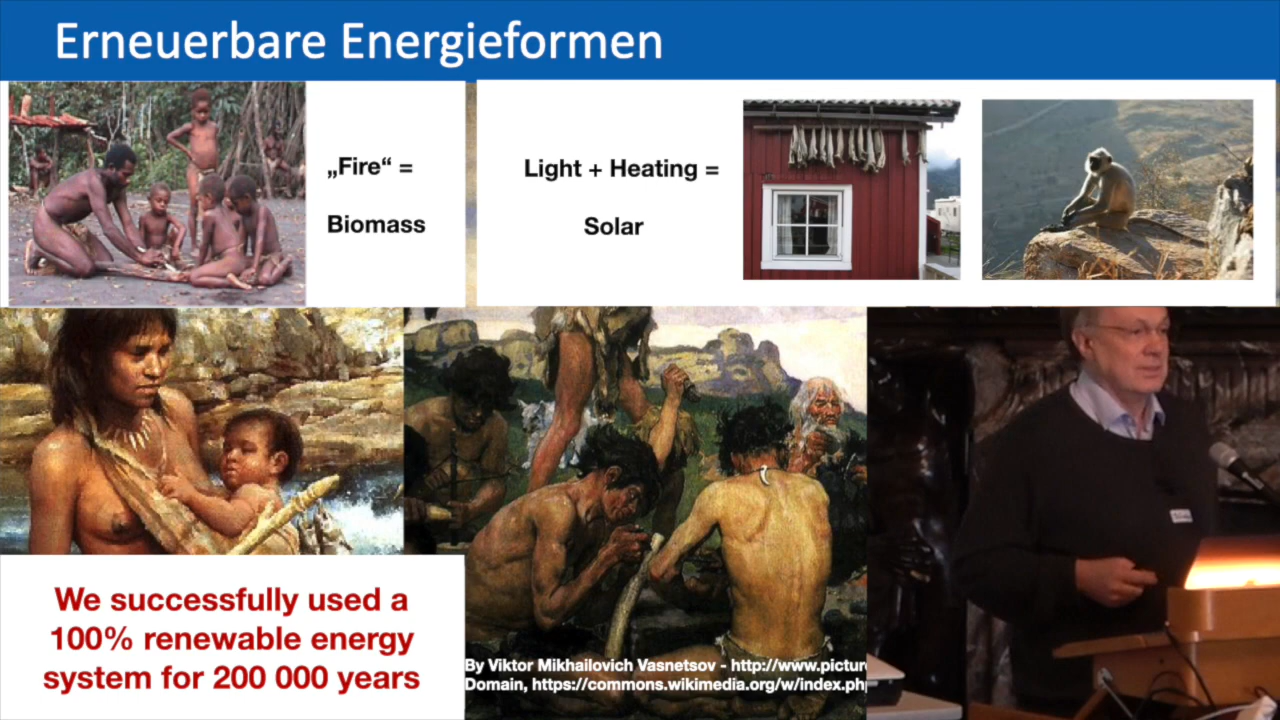 Erneuerbare Energieformen
„Fire“ =
Biomass
Light + Heating =
Solar
We successfully used a
100% renewable energy
system for 200 000 years
By Viktor Mikhailovich Vasnetsov - http://www.picture
Domain, https://commons.wikimedia.org/w/index.ph